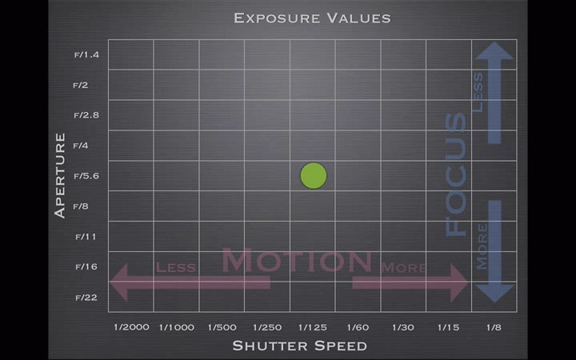 Exposure Values
f/1.4
f/2
f/2.8
f/4
f/5.6
f/8
f/11
f/16
f/22
Aperture
Less
Focus
More
Less Motion More
1/2000 1/1000 1/500 1/250 1/125 1/60 1/30 1/15 1/8
Shutter Speed